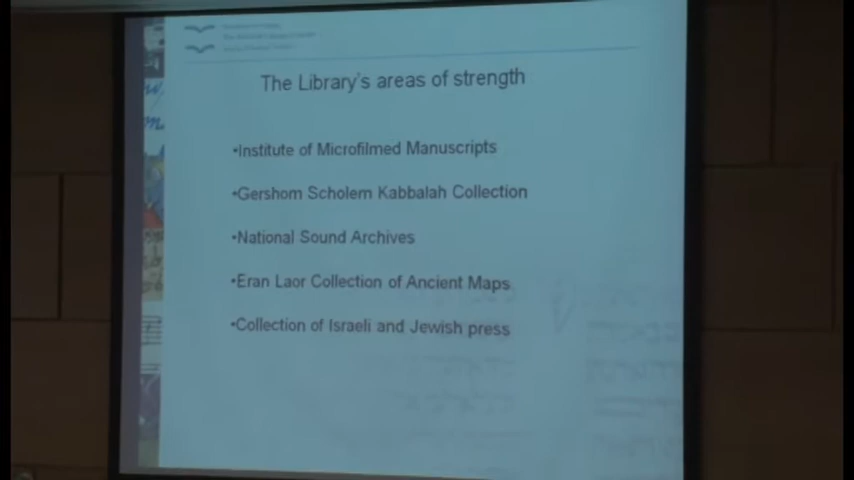 The Library's areas of strength
•Institute of Microfilmed Manuscripts
•Gershom Scholem Kabbalah Collection
•National Sound Archives
•Eran Laor Collection of Ancient Maps
•Collection of Israeli and Jewish press